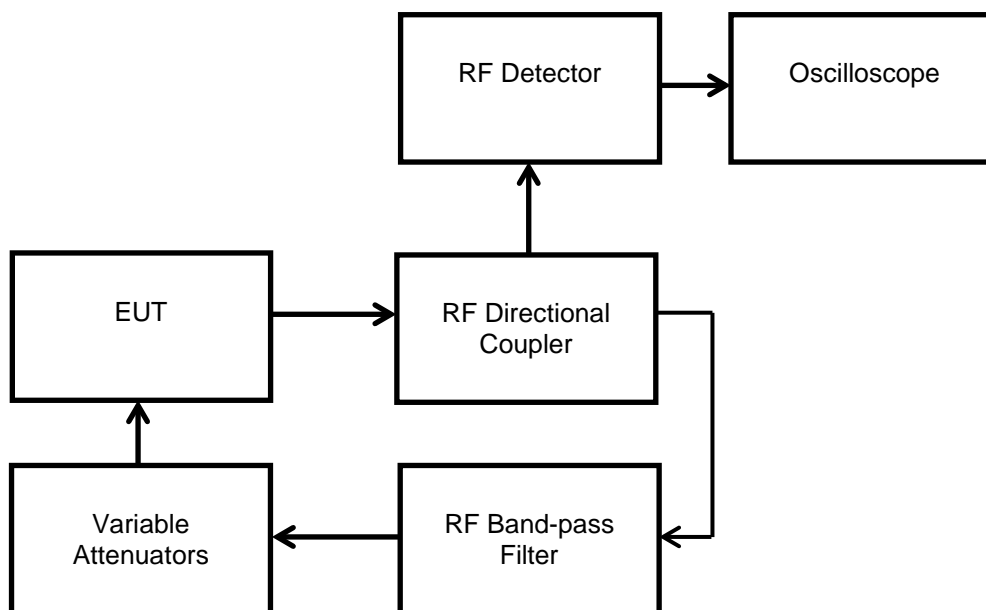 RF Detector
Oscilloscope
EUT
RF Directional
Coupler
Variable
Attenuators
RF Band-pass
Filter